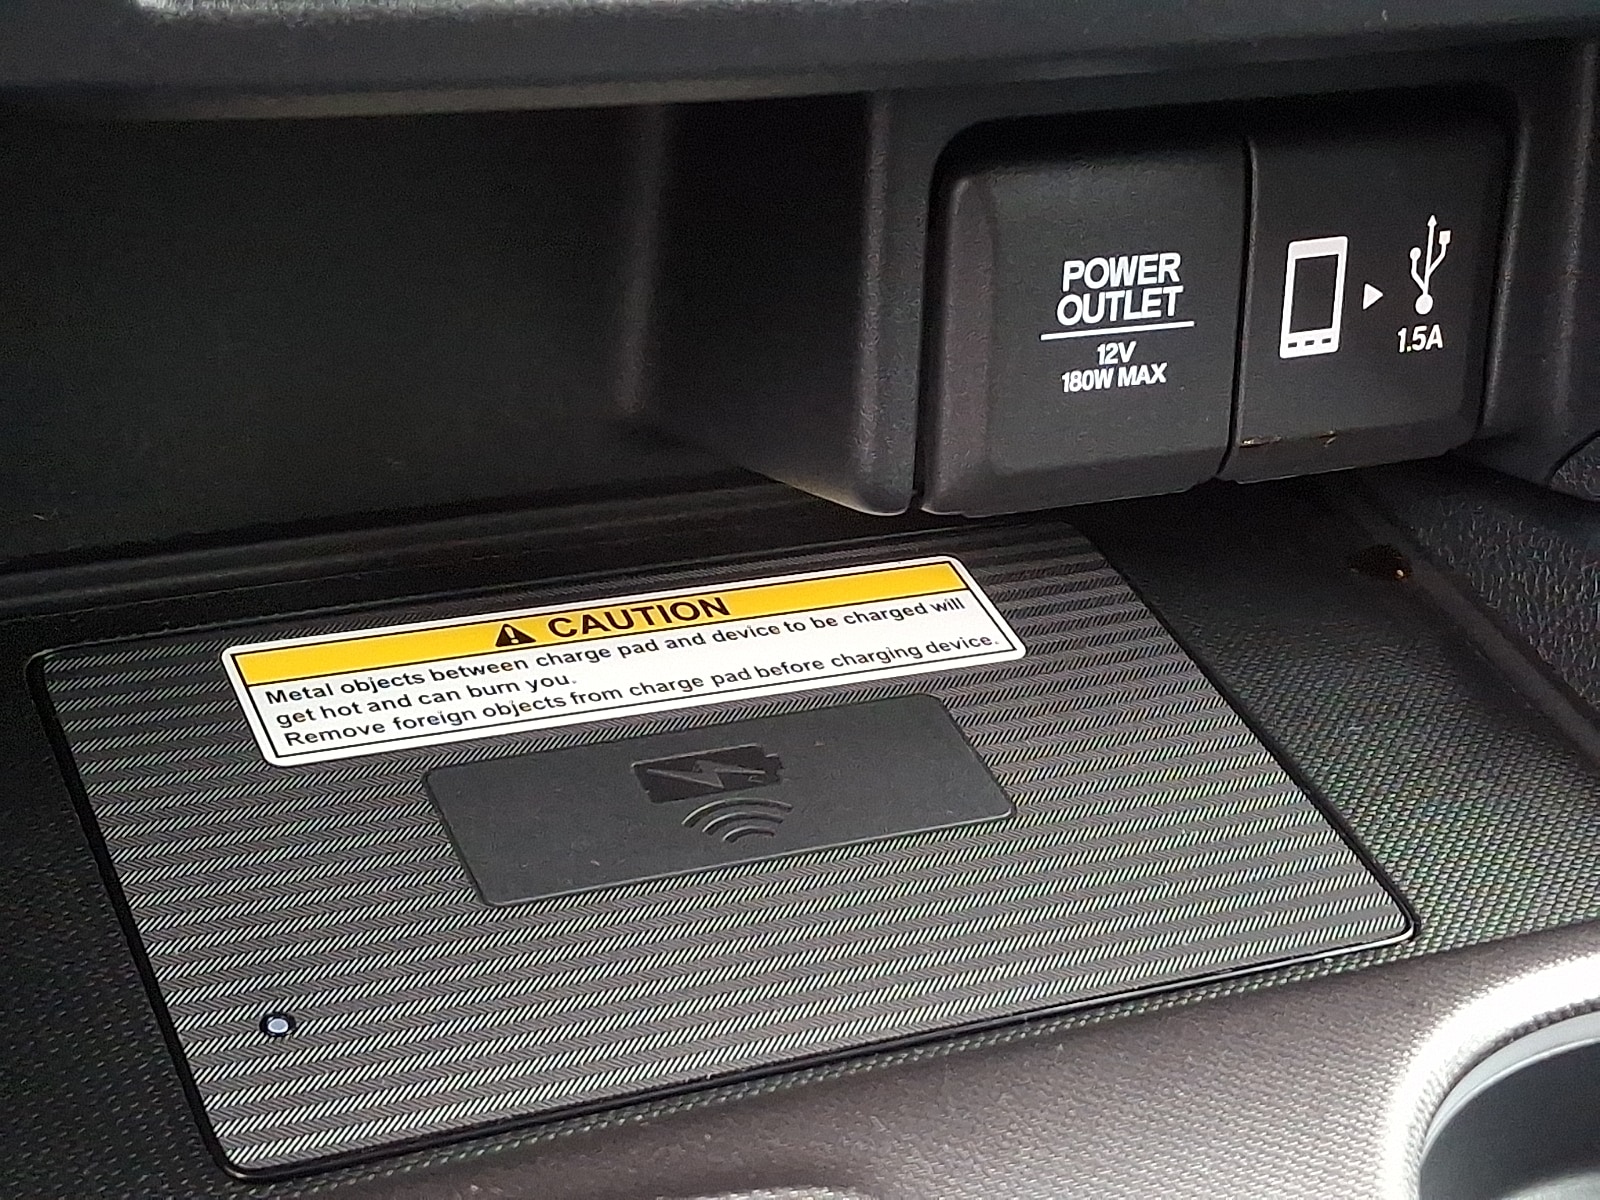 POWER
OUTLET
12V
180W MAX
1.5A
CAUTION
Metal objects between charge pad and device to be charged will
get hot and can burn you.
Remove foreign objects from charge pad before charging device.